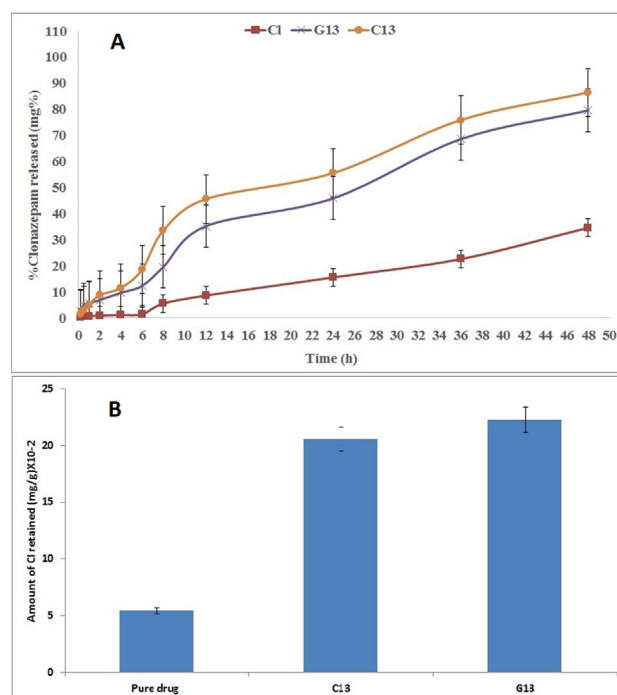 A
Cl G13 C13
%Clonazepam released (mg%)
110
100
90
80
70
60
50
40
30
20
10
0
0 2 4 6 8 10 12 14 16 18 20 22 24 26 28 30 32 34 36 38 40 42 44 46 48 50
Time (h)
B
Amount of Cl retained (mg/g)X10-2
25
20
15
10
5
0
Pure drug C13 G13